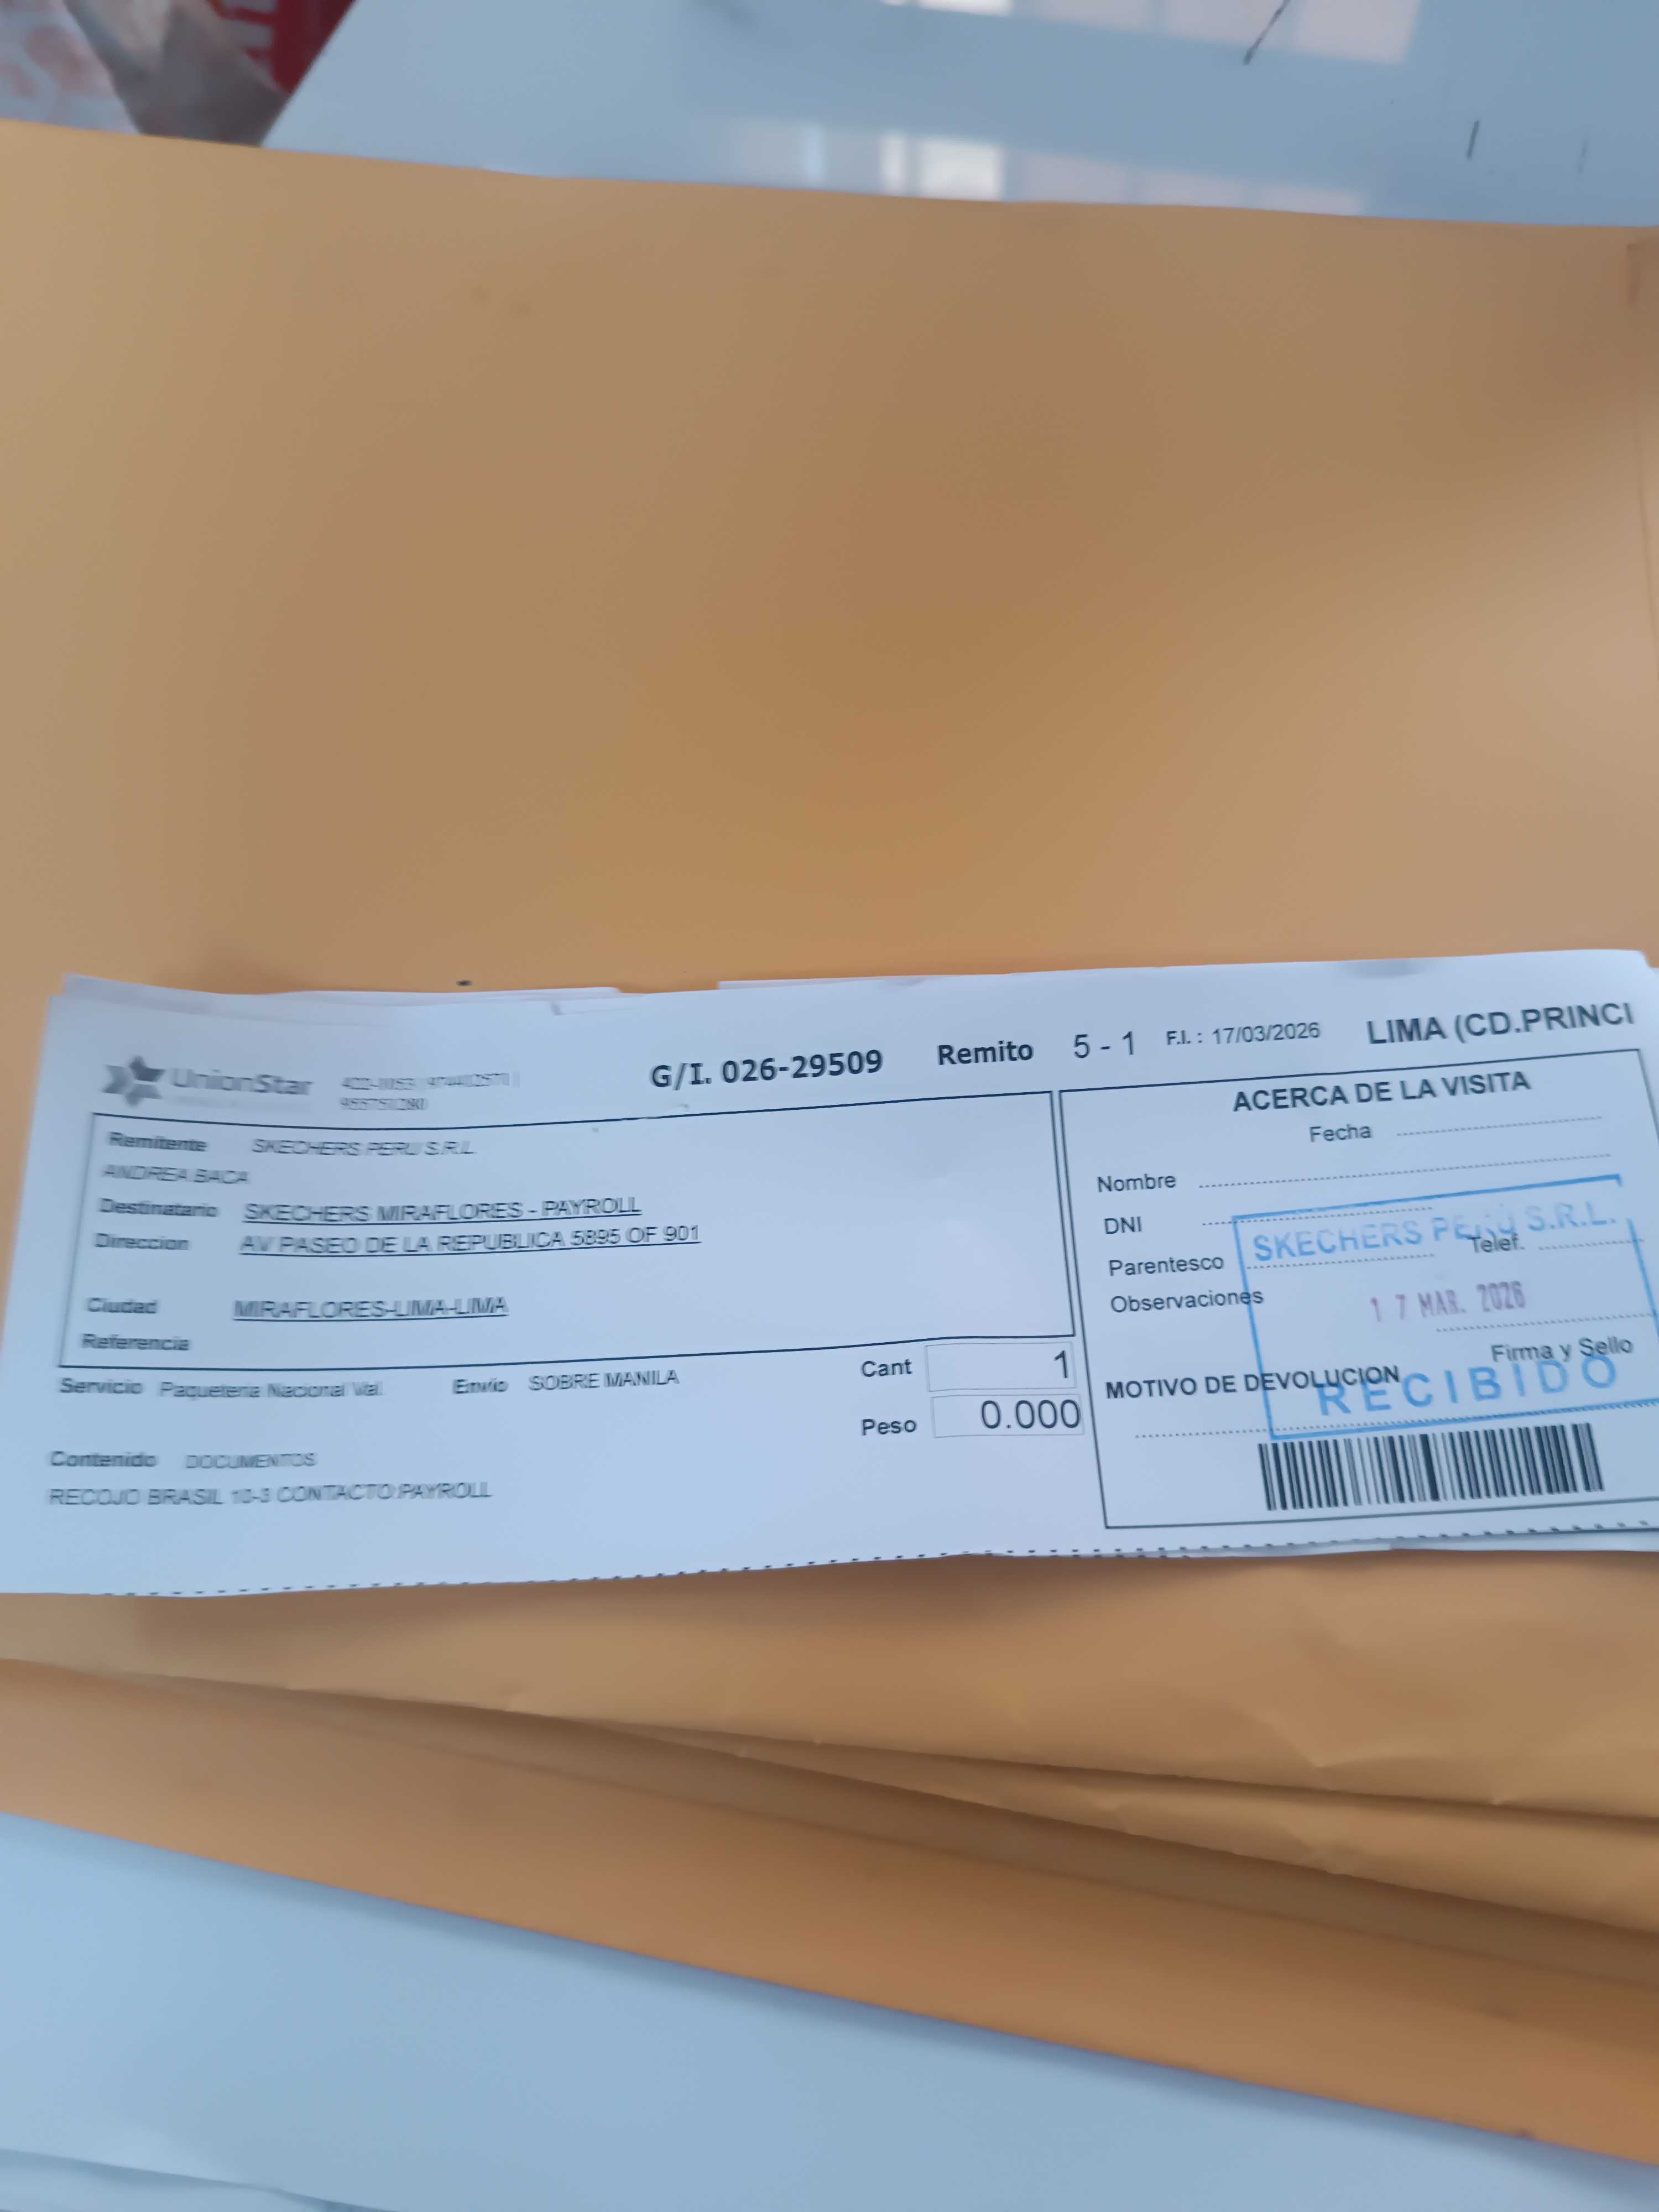 UnionStar
G/I. 026-29509 Remito 5 - 1 F.I. : 17/03/2026 LIMA (CD.PRINCI
Remitente SKECHERS PERU S.R.L.
ANDREA BACA
Destinatario SKECHERS MIRAFLORES - PAYROLL
Direccion AV PASEO DE LA REPUBLICA 5895 OF 901
Ciudad MIRAFLORES-LIMA-LIMA
Referencia
Servicio Paqueteria Nacional Val. Envio SOBRE MANILA
Cant 1
Peso 0.000
Contenido DOCUMENTOS
RECOJO BRASIL 10-3 CONTACTO:PAYROLL
ACERCA DE LA VISITA
Fecha
Nombre
DNI
Parentesco Telef.
Observaciones
Firma y Sello
MOTIVO DE DEVOLUCION
SKECHERS PERÚ S.R.L.
17 MAR. 2026
RECIBIDO